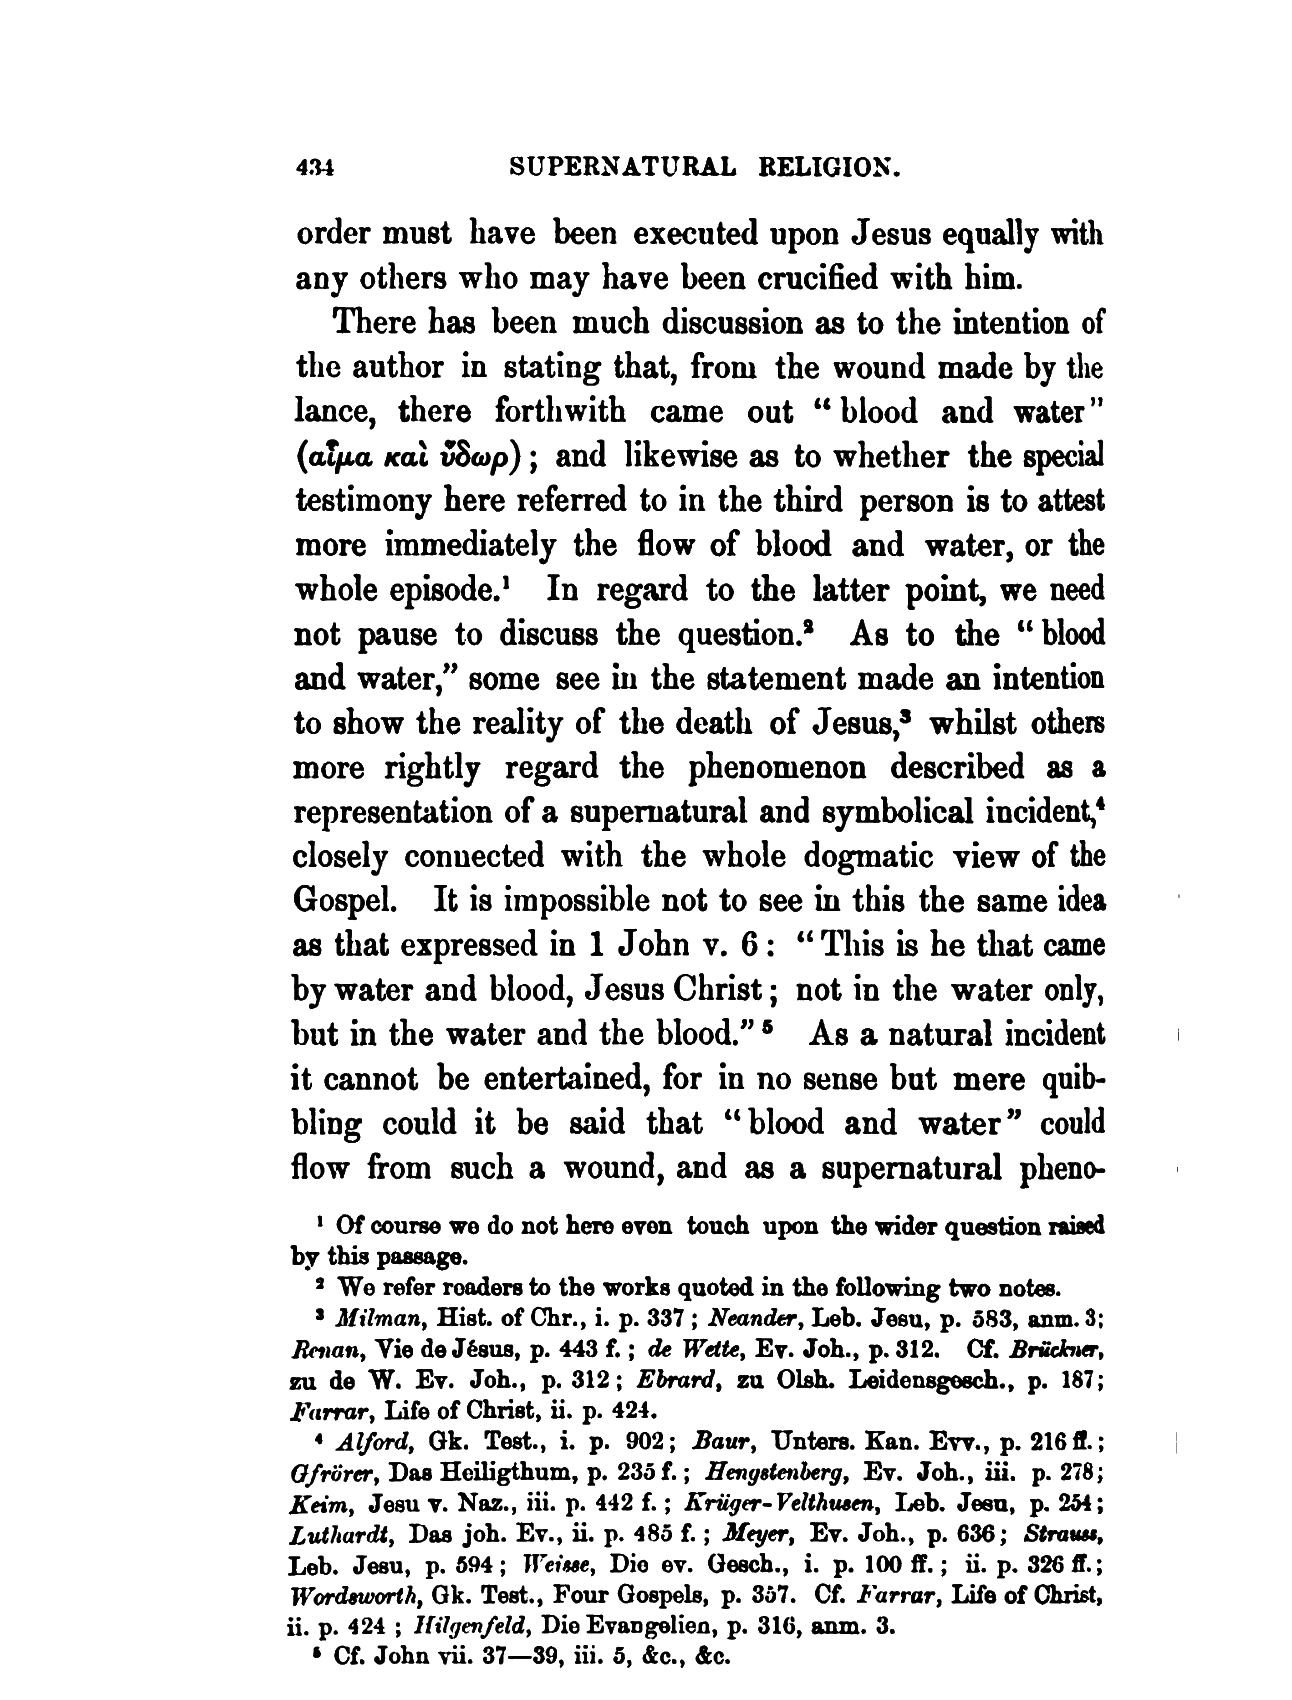 434 SUPERNATURAL RELIGION.
order must have been executed upon Jesus equally with
any others who may have been crucified with him.
There has been much discussion as to the intention of
the author in stating that, from the wound made by the
lance, there forthwith came out “blood and water”
(αἷμα καὶ ὕδωρ); and likewise as to whether the special
testimony here referred to in the third person is to attest
more immediately the flow of blood and water, or the
whole episode.¹ In regard to the latter point, we need
not pause to discuss the question.² As to the “blood
and water,” some see in the statement made an intention
to show the reality of the death of Jesus,³ whilst others
more rightly regard the phenomenon described as a
representation of a supernatural and symbolical incident,⁴
closely connected with the whole dogmatic view of the
Gospel. It is impossible not to see in this the same idea
as that expressed in 1 John v. 6: “This is he that came
by water and blood, Jesus Christ; not in the water only,
but in the water and the blood.”⁵ As a natural incident
it cannot be entertained, for in no sense but mere quib-
bling could it be said that “blood and water” could
flow from such a wound, and as a supernatural pheno-
¹ Of course we do not here even touch upon the wider question raised
by this passage.
² We refer readers to the works quoted in the following two notes.
³ Milman, Hist. of Chr., i. p. 337; Neander, Leb. Jesu, p. 583, anm. 3;
Renan, Vie de Jésus, p. 443 f.; de Wette, Ev. Joh., p. 312. Cf. Brückner,
zu de W. Ev. Joh., p. 312; Ebrard, zu Olsh. Leidensgesch., p. 187;
Farrar, Life of Christ, ii. p. 424.
⁴ Alford, Gk. Test., i. p. 902; Baur, Unters. Kan. Evv., p. 216 ff.;
Gfrörer, Das Heiligthum, p. 235 f.; Hengstenberg, Ev. Joh., iii. p. 278;
Keim, Jesu v. Naz., iii. p. 442 f.; Krüger-Velthusen, Leb. Jesu, p. 254;
Luthardt, Das joh. Ev., ii. p. 485 f.; Meyer, Ev. Joh., p. 636; Strauss,
Leb. Jesu, p. 594; Weisse, Die ev. Gesch., i. p. 100 ff.; ii. p. 326 ff.;
Wordsworth, Gk. Test., Four Gospels, p. 357. Cf. Farrar, Life of Christ,
ii. p. 424; Hilgenfeld, Die Evangelien, p. 316, anm. 3.
⁵ Cf. John vii. 37—39, iii. 5, &c., &c.